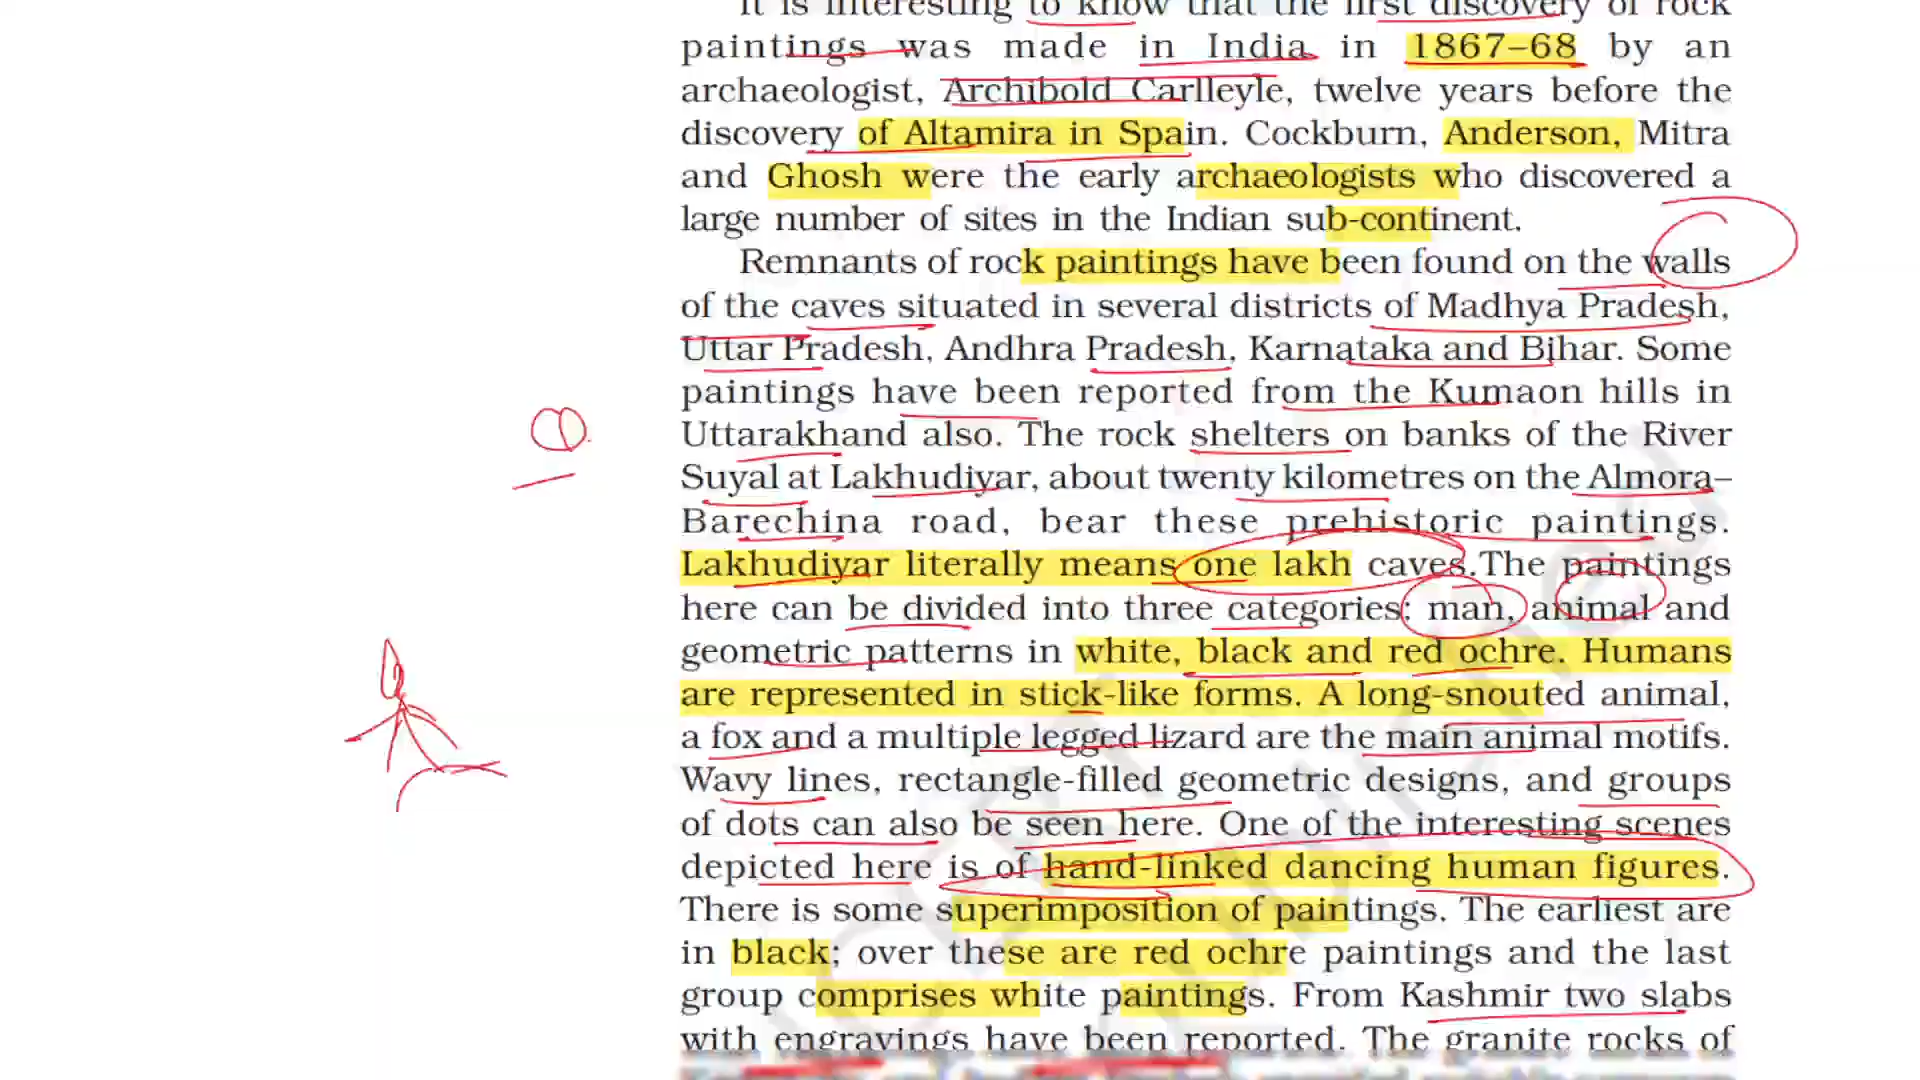 It is interesting to know that the first discovery of rock
paintings was made in India in 1867–68 by an
archaeologist, Archibold Carlleyle, twelve years before the
discovery of Altamira in Spain. Cockburn, Anderson, Mitra
and Ghosh were the early archaeologists who discovered a
large number of sites in the Indian sub-continent.
Remnants of rock paintings have been found on the walls
of the caves situated in several districts of Madhya Pradesh,
Uttar Pradesh, Andhra Pradesh, Karnataka and Bihar. Some
paintings have been reported from the Kumaon hills in
Uttarakhand also. The rock shelters on banks of the River
Suyal at Lakhudiyar, about twenty kilometres on the Almora–
Barechina road, bear these prehistoric paintings.
Lakhudiyar literally means one lakh caves.The paintings
here can be divided into three categories: man, animal and
geometric patterns in white, black and red ochre. Humans
are represented in stick-like forms. A long-snouted animal,
a fox and a multiple legged lizard are the main animal motifs.
Wavy lines, rectangle-filled geometric designs, and groups
of dots can also be seen here. One of the interesting scenes
depicted here is of hand-linked dancing human figures.
There is some superimposition of paintings. The earliest are
in black; over these are red ochre paintings and the last
group comprises white paintings. From Kashmir two slabs
with engravings have been reported. The granite rocks of